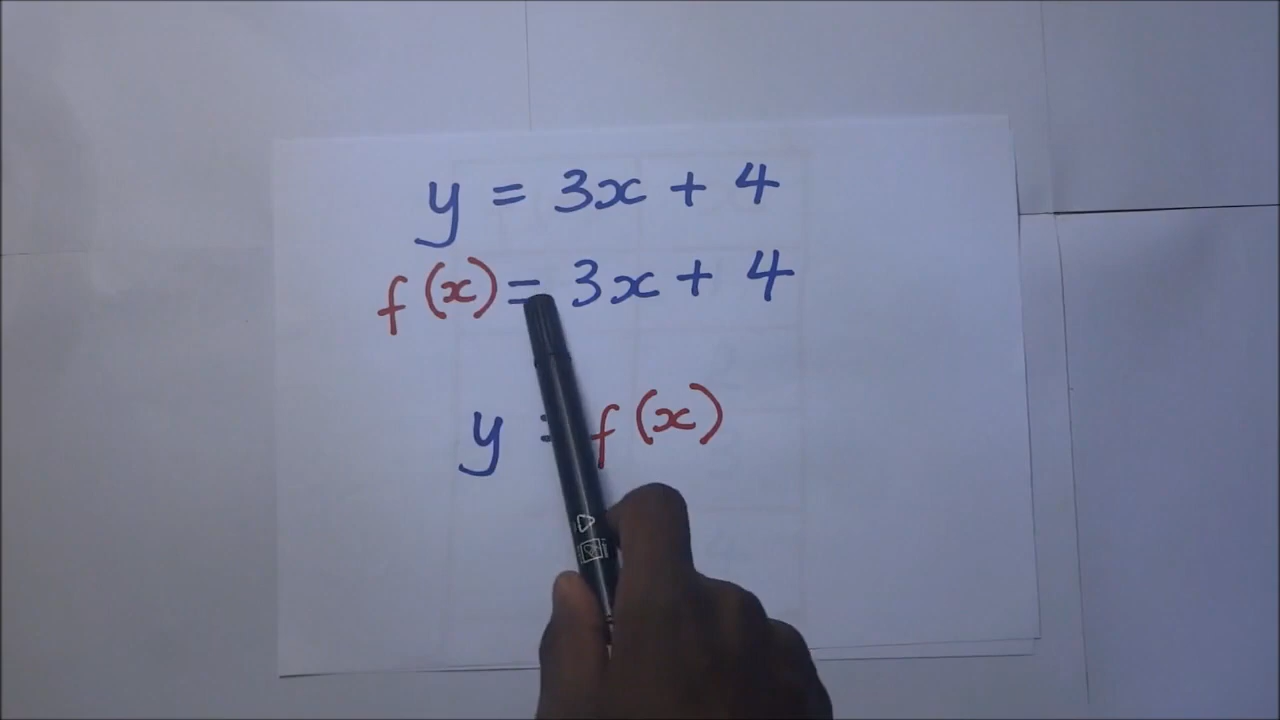 y = 3x + 4
f(x) = 3x + 4
y = f(x)